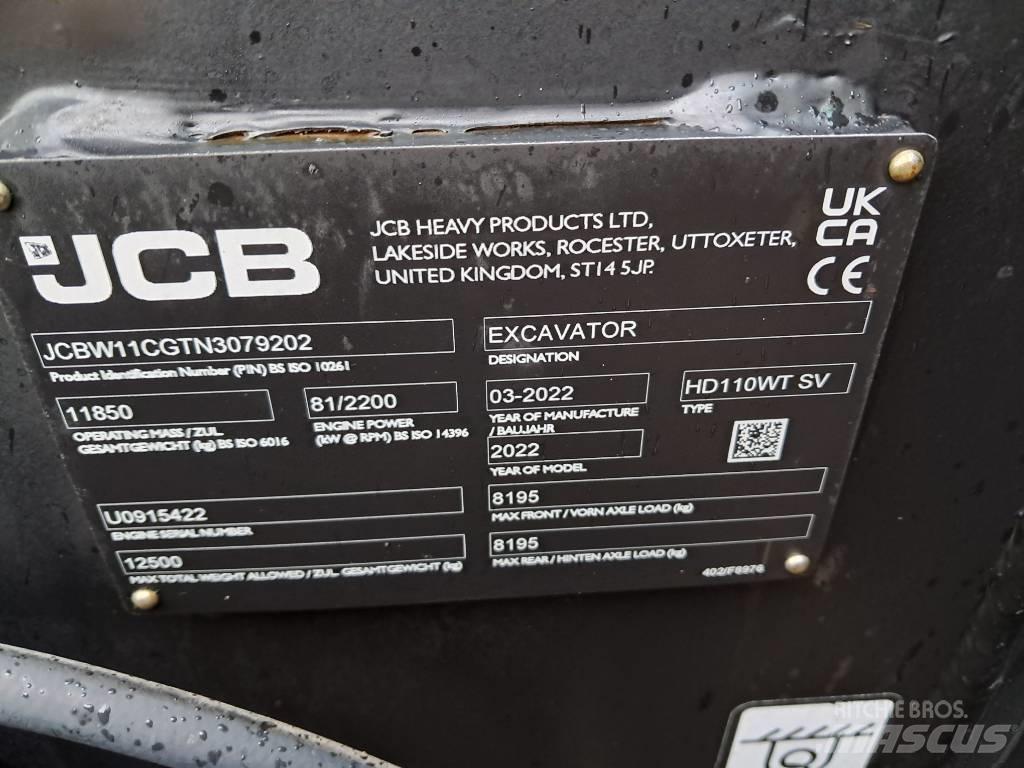 JCB
JCB
JCB HEAVY PRODUCTS LTD,
LAKESIDE WORKS, ROCESTER, UTTOXETER,
UNITED KINGDOM, ST14 5JP.
UK
CA
CE
JCBW11CGTN3079202
Product Identification Number (PIN) BS ISO 10261
EXCAVATOR
DESIGNATION
11850
OPERATING MASS / ZUL.
GESAMTGEWICHT (kg) BS ISO 6016
81/2200
ENGINE POWER
(kW @ RPM) BS ISO 14396
03-2022
YEAR OF MANUFACTURE
/ BAUJAHR
HD110WT SV
TYPE
2022
YEAR OF MODEL
U0915422
ENGINE SERIAL NUMBER
8195
MAX FRONT / VORN AXLE LOAD (kg)
12500
MAX TOTAL WEIGHT ALLOWED / ZUL. GESAMTGEWICHT (kg)
8195
MAX REAR / HINTEN AXLE LOAD (kg)
402/F8976
RITCHIE BROS.
MASCUS